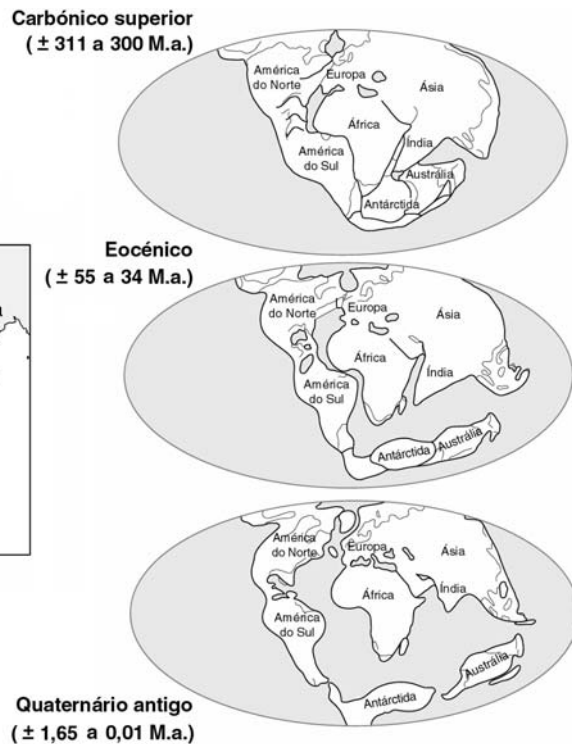 Carbónico superior
( ± 311 a 300 M.a.)
América
do Norte
Europa
Ásia
África
Índia
América
do Sul
Austrália
Antárctida
Eocénico
( ± 55 a 34 M.a.)
América
do Norte
Europa
Ásia
África
Índia
América
do Sul
Antárctida
Austrália
América
do Norte
Europa
Ásia
África
Índia
América
do Sul
Austrália
Antárctida
Quaternário antigo
( ± 1,65 a 0,01 M.a.)